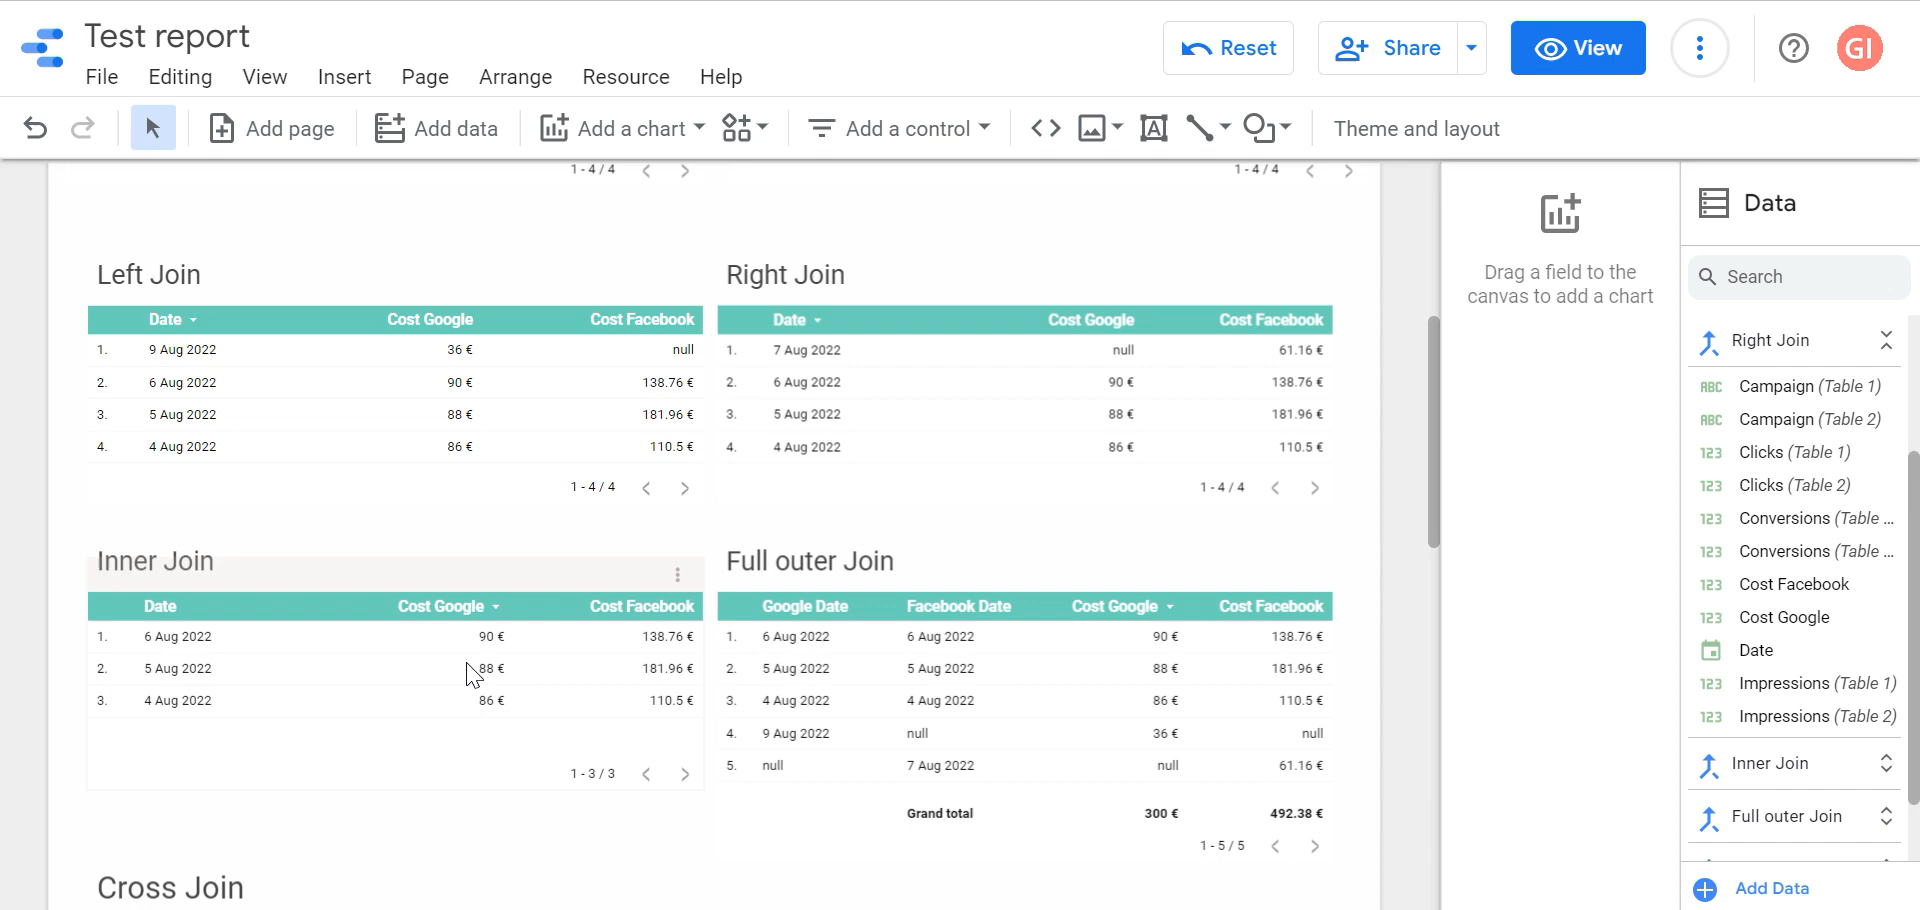 Test report
File Editing View Insert Page Arrange Resource Help
Reset
Share
View
GI
Add page
Add data
Add a chart
Add a control
A
Theme and layout
1 - 4 / 4
1 - 4 / 4
Left Join
Date Cost Google Cost Facebook
1. 9 Aug 2022 36 € null
2. 6 Aug 2022 90 € 138.76 €
3. 5 Aug 2022 88 € 181.96 €
4. 4 Aug 2022 86 € 110.5 €
1 - 4 / 4
Right Join
Date Cost Google Cost Facebook
1. 7 Aug 2022 null 61.16 €
2. 6 Aug 2022 90 € 138.76 €
3. 5 Aug 2022 88 € 181.96 €
4. 4 Aug 2022 86 € 110.5 €
1 - 4 / 4
Inner Join
Date Cost Google Cost Facebook
1. 6 Aug 2022 90 € 138.76 €
2. 5 Aug 2022 88 € 181.96 €
3. 4 Aug 2022 86 € 110.5 €
1 - 3 / 3
Full outer Join
Google Date Facebook Date Cost Google Cost Facebook
1. 6 Aug 2022 6 Aug 2022 90 € 138.76 €
2. 5 Aug 2022 5 Aug 2022 88 € 181.96 €
3. 4 Aug 2022 4 Aug 2022 86 € 110.5 €
4. 9 Aug 2022 null 36 € null
5. null 7 Aug 2022 null 61.16 €
Grand total 300 € 492.38 €
1 - 5 / 5
Cross Join
Drag a field to the
canvas to add a chart
Data
Search
Right Join
ABC Campaign (Table 1)
ABC Campaign (Table 2)
123 Clicks (Table 1)
123 Clicks (Table 2)
123 Conversions (Table ...
123 Conversions (Table ...
123 Cost Facebook
123 Cost Google
Date
123 Impressions (Table 1)
123 Impressions (Table 2)
Inner Join
Full outer Join
Add Data